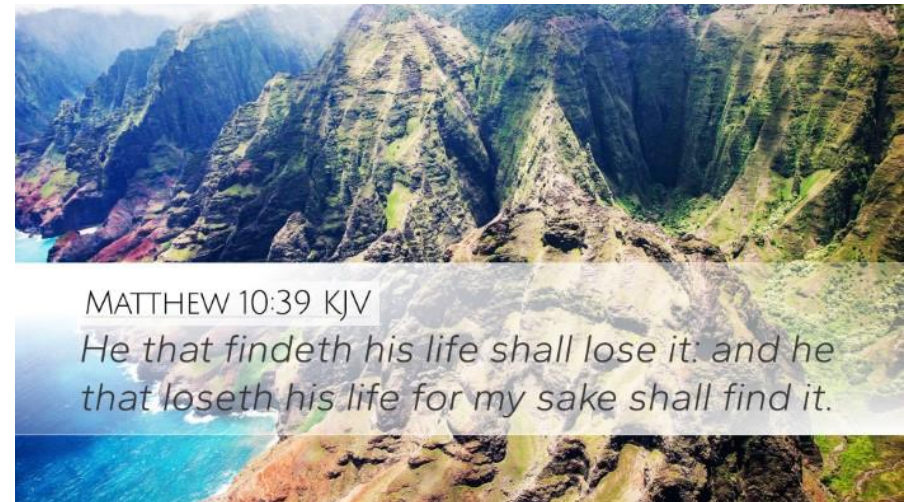 Matthew 10:39 KJV
He that findeth his life shall lose it: and he
that loseth his life for my sake shall find it.